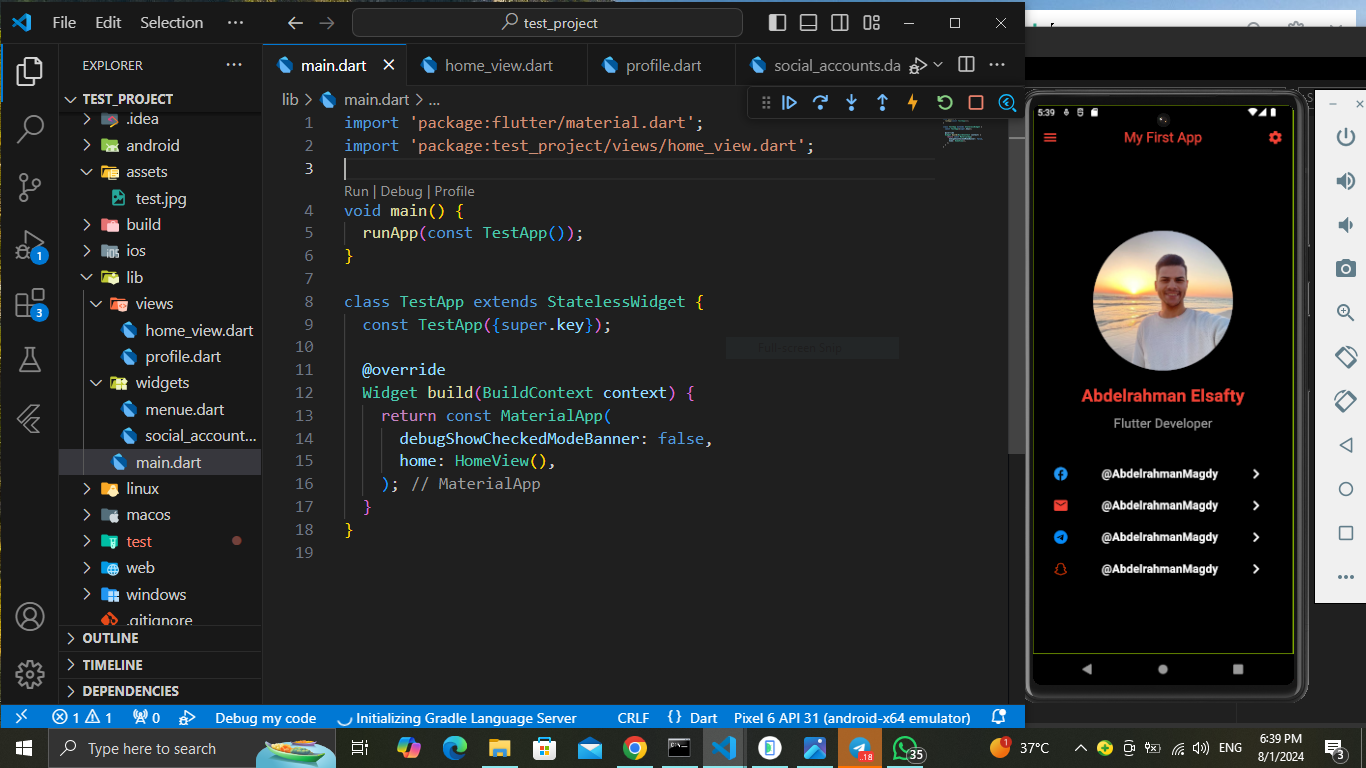 File Edit Selection ··· test_project
EXPLORER ···
main.dart home_view.dart profile.dart social_accounts.da ···
TEST_PROJECT
.idea
android
assets
test.jpg
build
ios
lib
views
home_view.dart
profile.dart
widgets
menue.dart
social_account...
main.dart
linux
macos
test
web
windows
.gitignore
OUTLINE
TIMELINE
DEPENDENCIES
1
3
lib > main.dart > ...
1 import 'package:flutter/material.dart';
2 import 'package:test_project/views/home_view.dart';
3
Run | Debug | Profile
4 void main() {
5 runApp(const TestApp());
6 }
7
8 class TestApp extends StatelessWidget {
9 const TestApp({super.key});
10
11 @override
12 Widget build(BuildContext context) {
13 return const MaterialApp(
14 debugShowCheckedModeBanner: false,
15 home: HomeView(),
16 ); // MaterialApp
17 }
18 }
19
5:39
My First App
Abdelrahman Elsafty
Flutter Developer
@AbdelrahmanMagdy
@AbdelrahmanMagdy
@AbdelrahmanMagdy
@AbdelrahmanMagdy
1 1 0 Debug my code Initializing Gradle Language Server CRLF {} Dart Pixel 6 API 31 (android-x64 emulator)
Type here to search
..18
35
1
37°C
ENG
6:39 PM
8/1/2024
3